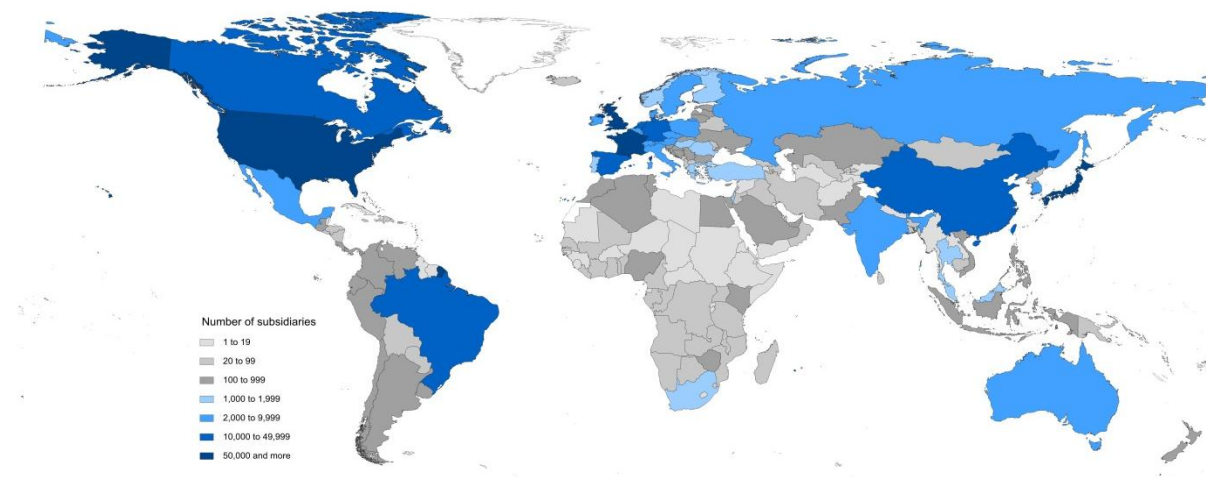 Number of subsidiaries
1 to 19
20 to 99
100 to 999
1,000 to 1,999
2,000 to 9,999
10,000 to 49,999
50,000 and more